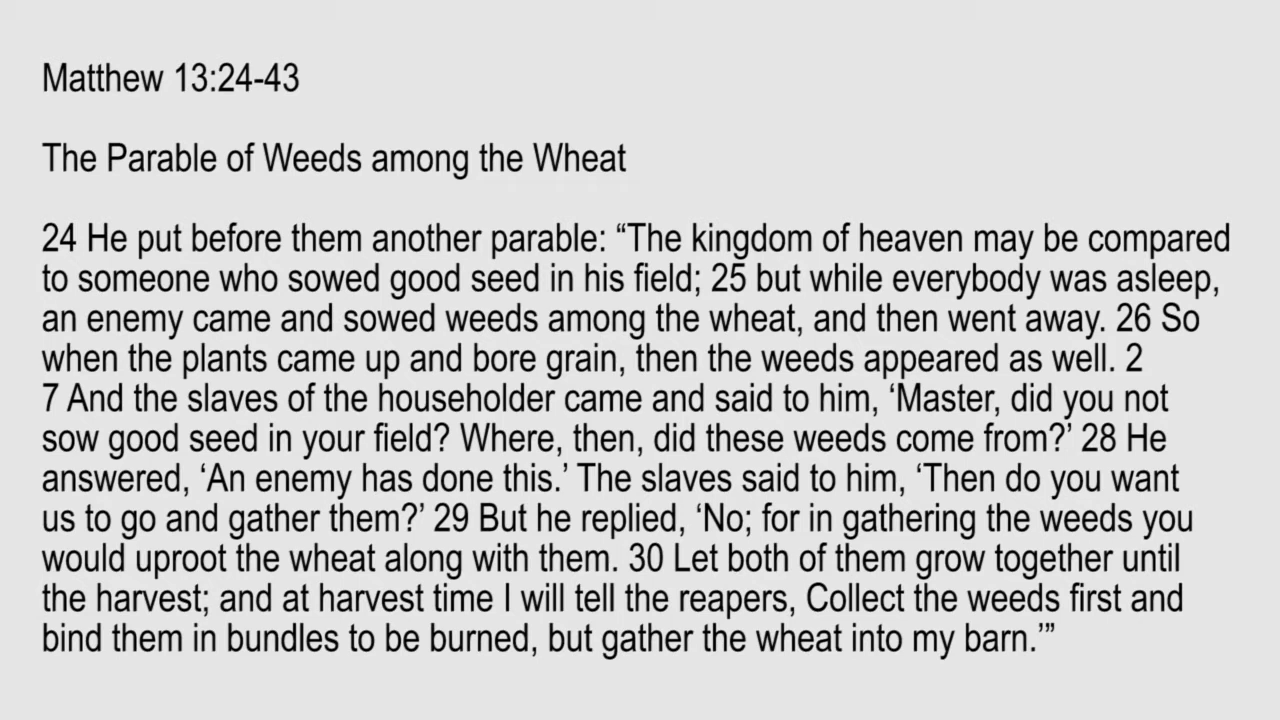 Matthew 13:24-43
The Parable of Weeds among the Wheat
24 He put before them another parable: “The kingdom of heaven may be compared
to someone who sowed good seed in his field; 25 but while everybody was asleep,
an enemy came and sowed weeds among the wheat, and then went away. 26 So
when the plants came up and bore grain, then the weeds appeared as well. 2
7 And the slaves of the householder came and said to him, ‘Master, did you not
sow good seed in your field? Where, then, did these weeds come from?’ 28 He
answered, ‘An enemy has done this.’ The slaves said to him, ‘Then do you want
us to go and gather them?’ 29 But he replied, ‘No; for in gathering the weeds you
would uproot the wheat along with them. 30 Let both of them grow together until
the harvest; and at harvest time I will tell the reapers, Collect the weeds first and
bind them in bundles to be burned, but gather the wheat into my barn.’”